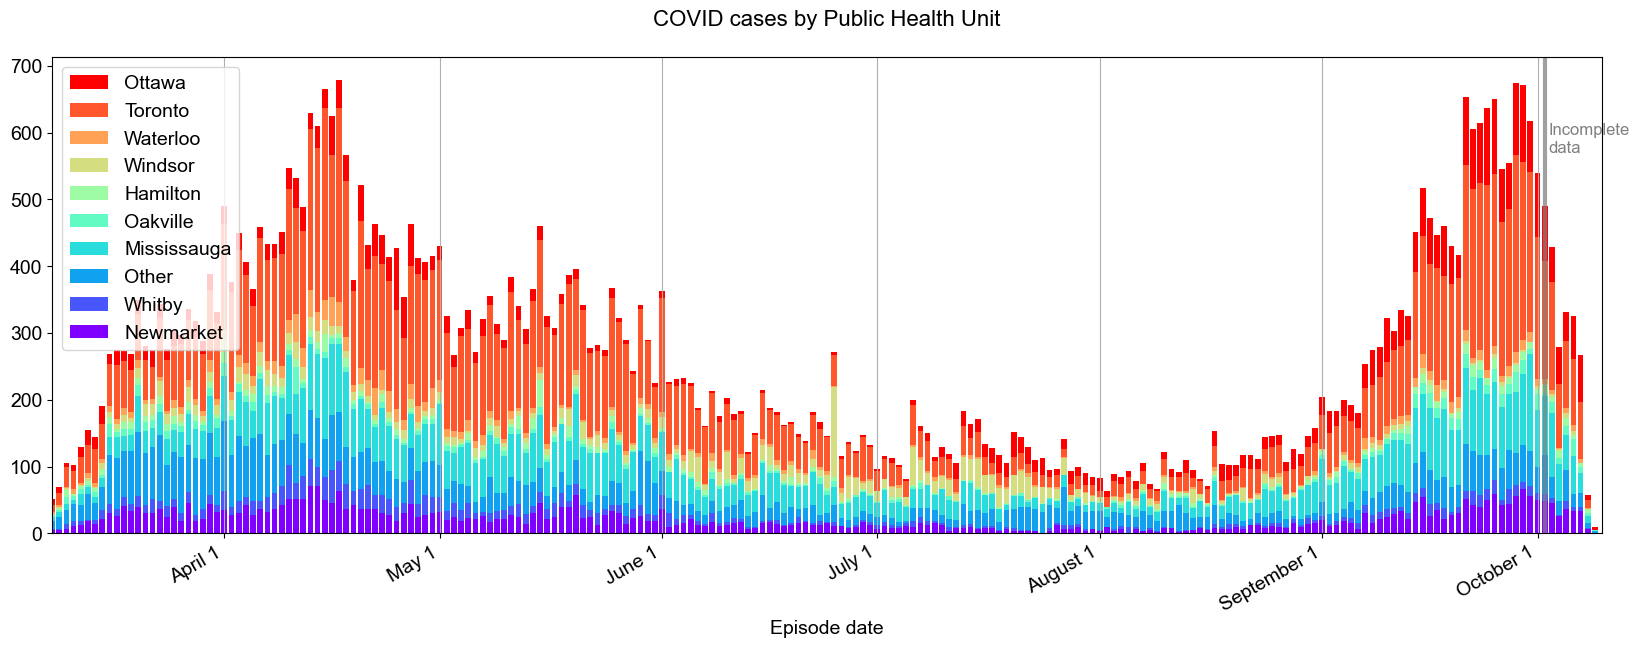 COVID cases by Public Health Unit
700
600
500
400
300
200
100
0
Ottawa
Toronto
Waterloo
Windsor
Hamilton
Oakville
Mississauga
Other
Whitby
Newmarket
Incomplete
data
April 1
May 1
June 1
July 1
August 1
September 1
October 1
Episode date